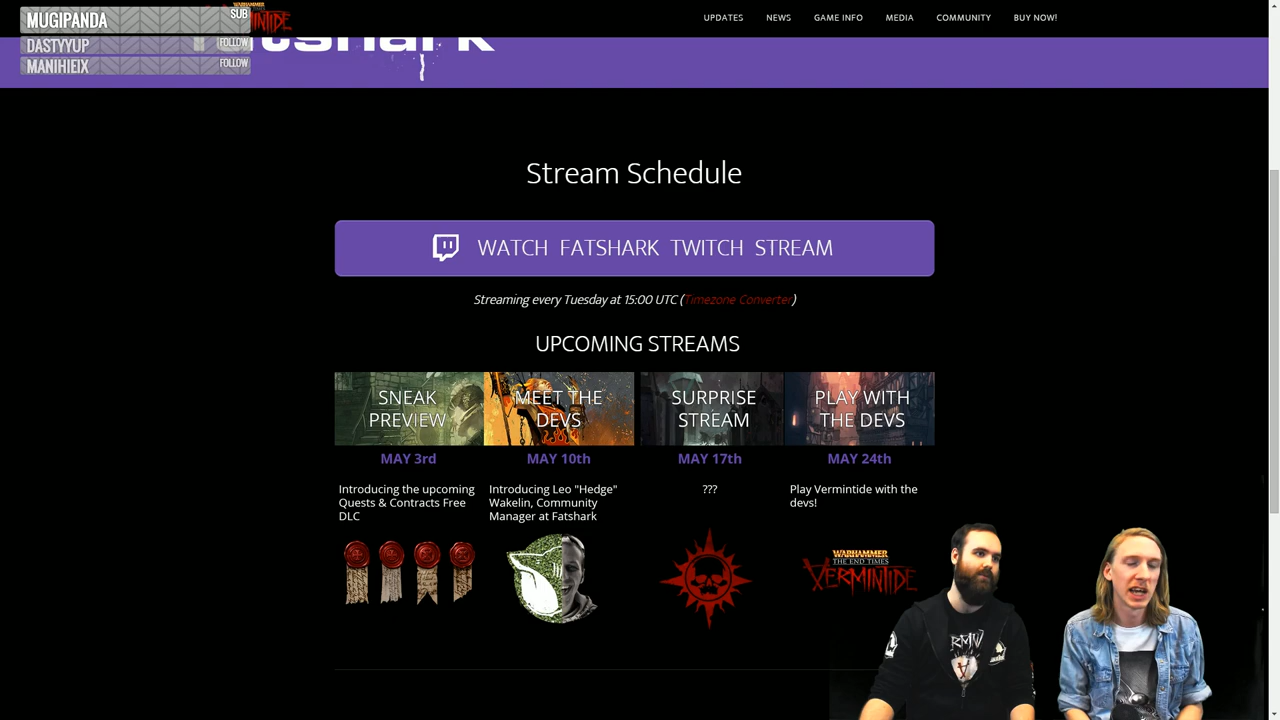 MUGIPANDA
SUB
DASTYYUP
FOLLOW
MANIHIEIX
FOLLOW
UPDATES NEWS GAME INFO MEDIA COMMUNITY BUY NOW!
Stream Schedule
WATCH FATSHARK TWITCH STREAM
Streaming every Tuesday at 15:00 UTC (Timezone Converter)
UPCOMING STREAMS
SNEAK
PREVIEW
MAY 3rd
Introducing the upcoming
Quests & Contracts Free
DLC
MEET THE
DEVS
MAY 10th
Introducing Leo "Hedge"
Wakelin, Community
Manager at Fatshark
SURPRISE
STREAM
MAY 17th
???
PLAY WITH
THE DEVS
MAY 24th
Play Vermintide with the
devs!
WARHAMMER
THE END TIMES
VERMINTIDE